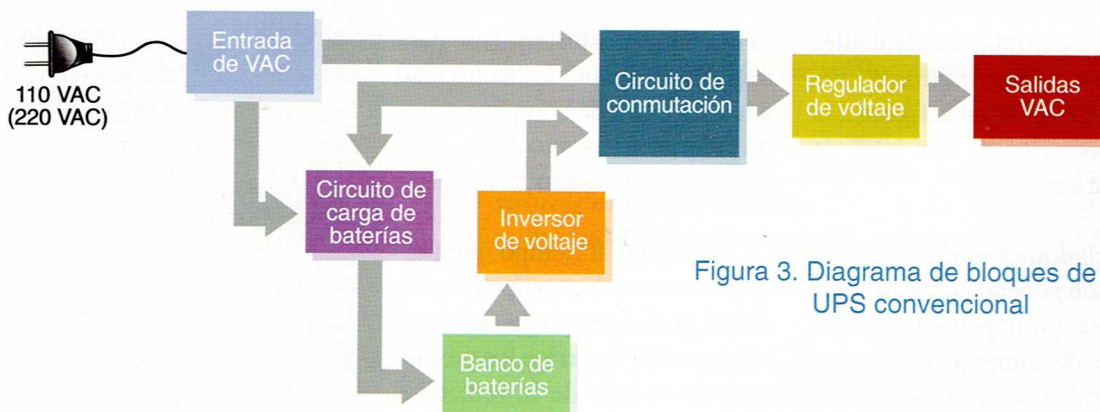 110 VAC
(220 VAC)
Entrada
de VAC
Circuito de
conmutación
Regulador
de voltaje
Salidas
VAC
Circuito de
carga de
baterías
Inversor
de voltaje
Banco de
baterías
Figura 3. Diagrama de bloques de
UPS convencional